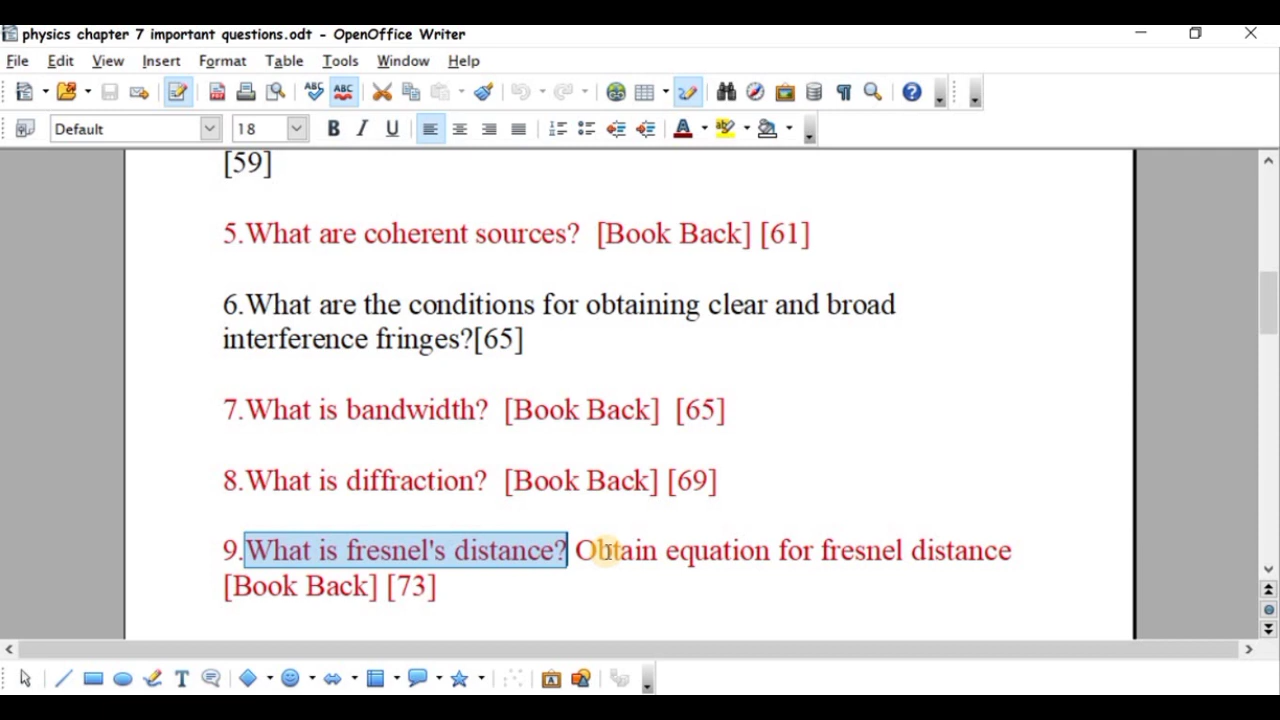 physics chapter 7 important questions.odt - OpenOffice Writer
File Edit View Insert Format Table Tools Window Help
ABC ABC
Default 18 B I U A
[59]
5.What are coherent sources? [Book Back] [61]
6.What are the conditions for obtaining clear and broad
interference fringes?[65]
7.What is bandwidth? [Book Back] [65]
8.What is diffraction? [Book Back] [69]
9.What is fresnel's distance? Obtain equation for fresnel distance
[Book Back] [73]
T A